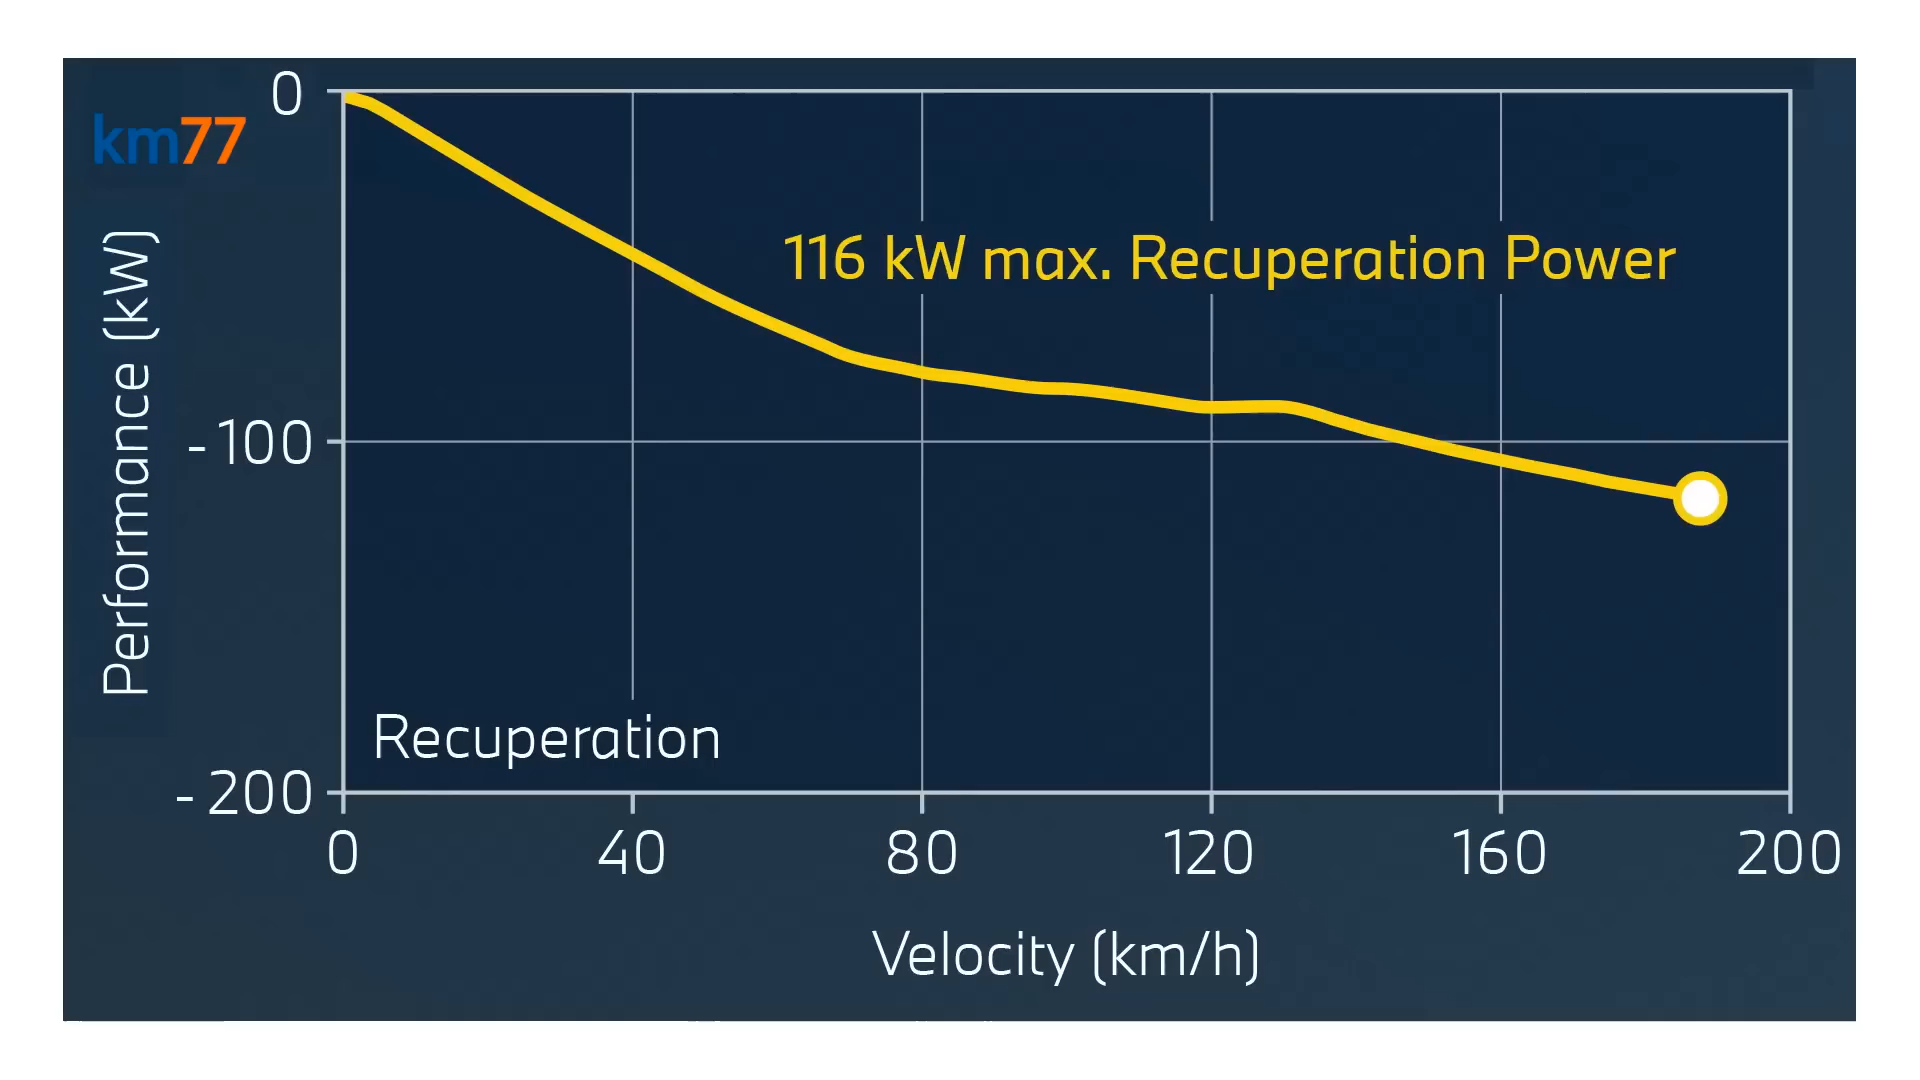 0
km77
116 kW max. Recuperation Power
Performance (kW)
-100
Recuperation
-200
0 40 80 120 160 200
Velocity (km/h)